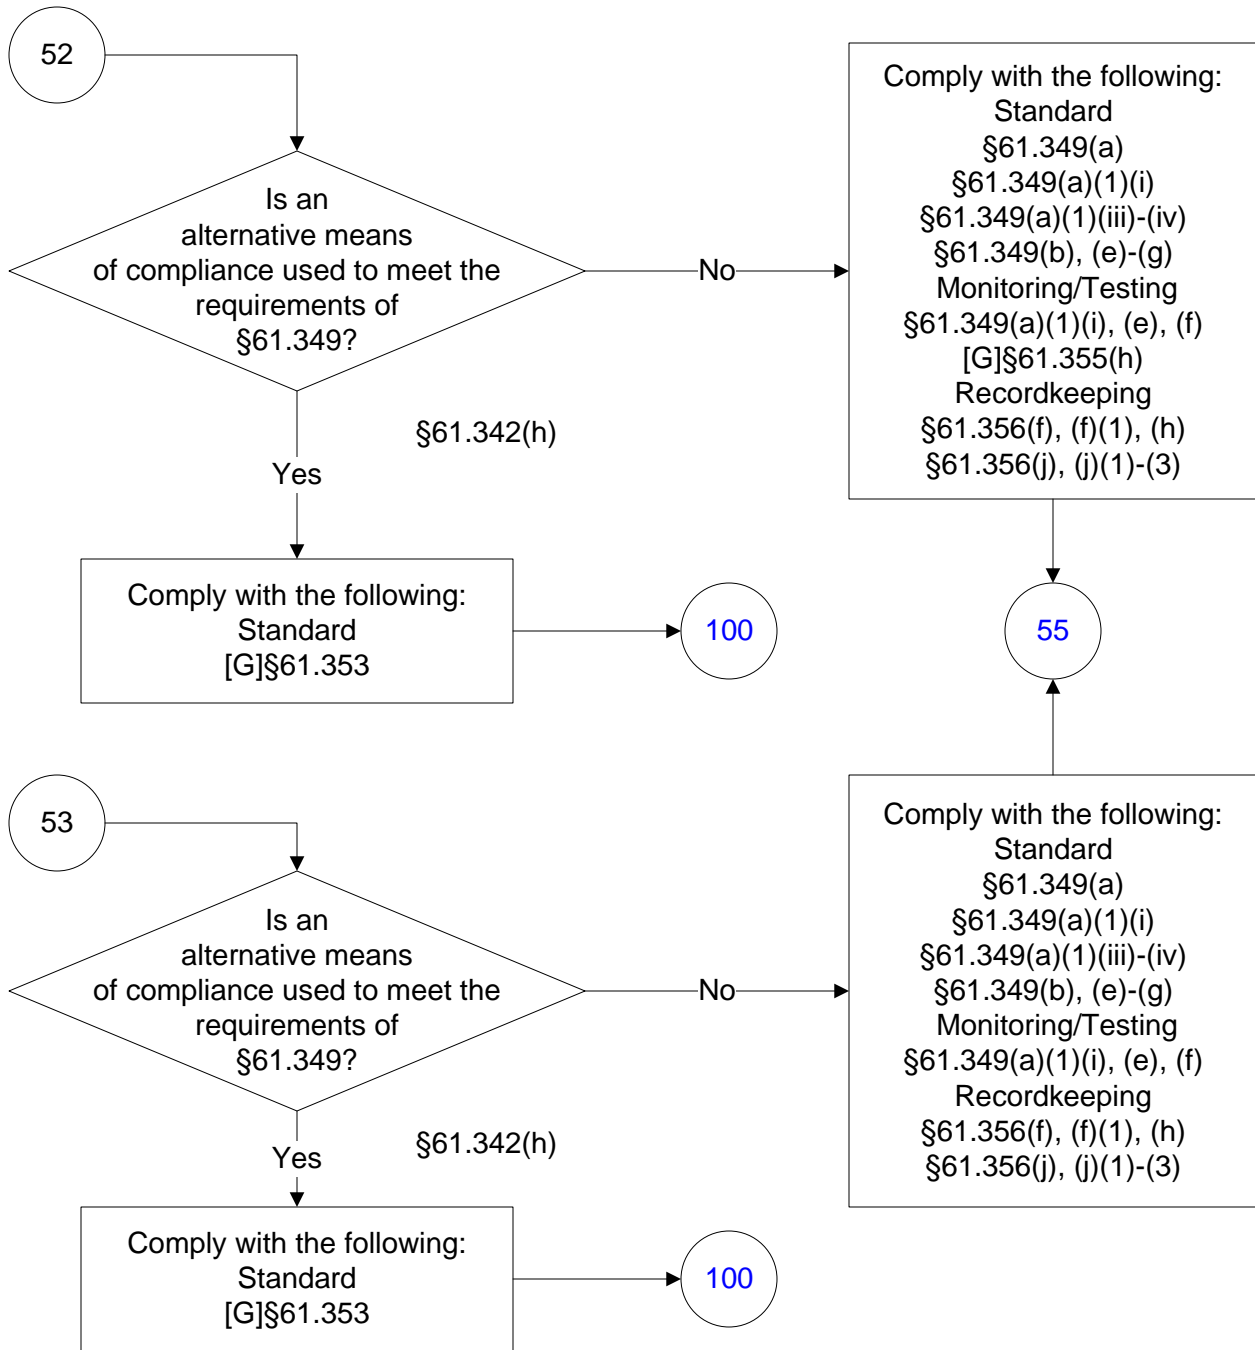 52
Is an
alternative means
of compliance used to meet the
requirements of
§61.349?
No
Comply with the following:
Standard
§61.349(a)
§61.349(a)(1)(i)
§61.349(a)(1)(iii)-(iv)
§61.349(b), (e)-(g)
Monitoring/Testing
§61.349(a)(1)(i), (e), (f)
[G]§61.355(h)
Recordkeeping
§61.356(f), (f)(1), (h)
§61.356(j), (j)(1)-(3)
§61.342(h)
Yes
Comply with the following:
Standard
[G]§61.353
100
55
53
Is an
alternative means
of compliance used to meet the
requirements of
§61.349?
No
Comply with the following:
Standard
§61.349(a)
§61.349(a)(1)(i)
§61.349(a)(1)(iii)-(iv)
§61.349(b), (e)-(g)
Monitoring/Testing
§61.349(a)(1)(i), (e), (f)
Recordkeeping
§61.356(f), (f)(1), (h)
§61.356(j), (j)(1)-(3)
§61.342(h)
Yes
Comply with the following:
Standard
[G]§61.353
100